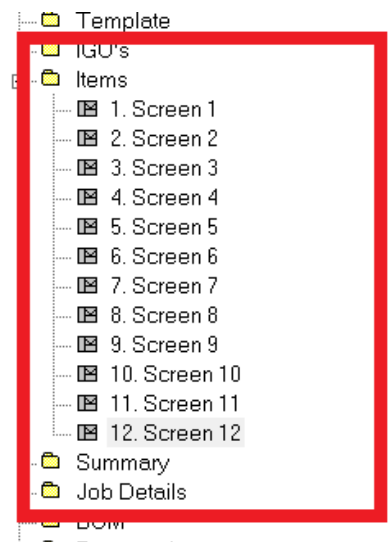 Template
IGO's
Items
1. Screen 1
2. Screen 2
3. Screen 3
4. Screen 4
5. Screen 5
6. Screen 6
7. Screen 7
8. Screen 8
9. Screen 9
10. Screen 10
11. Screen 11
12. Screen 12
Summary
Job Details
BOM